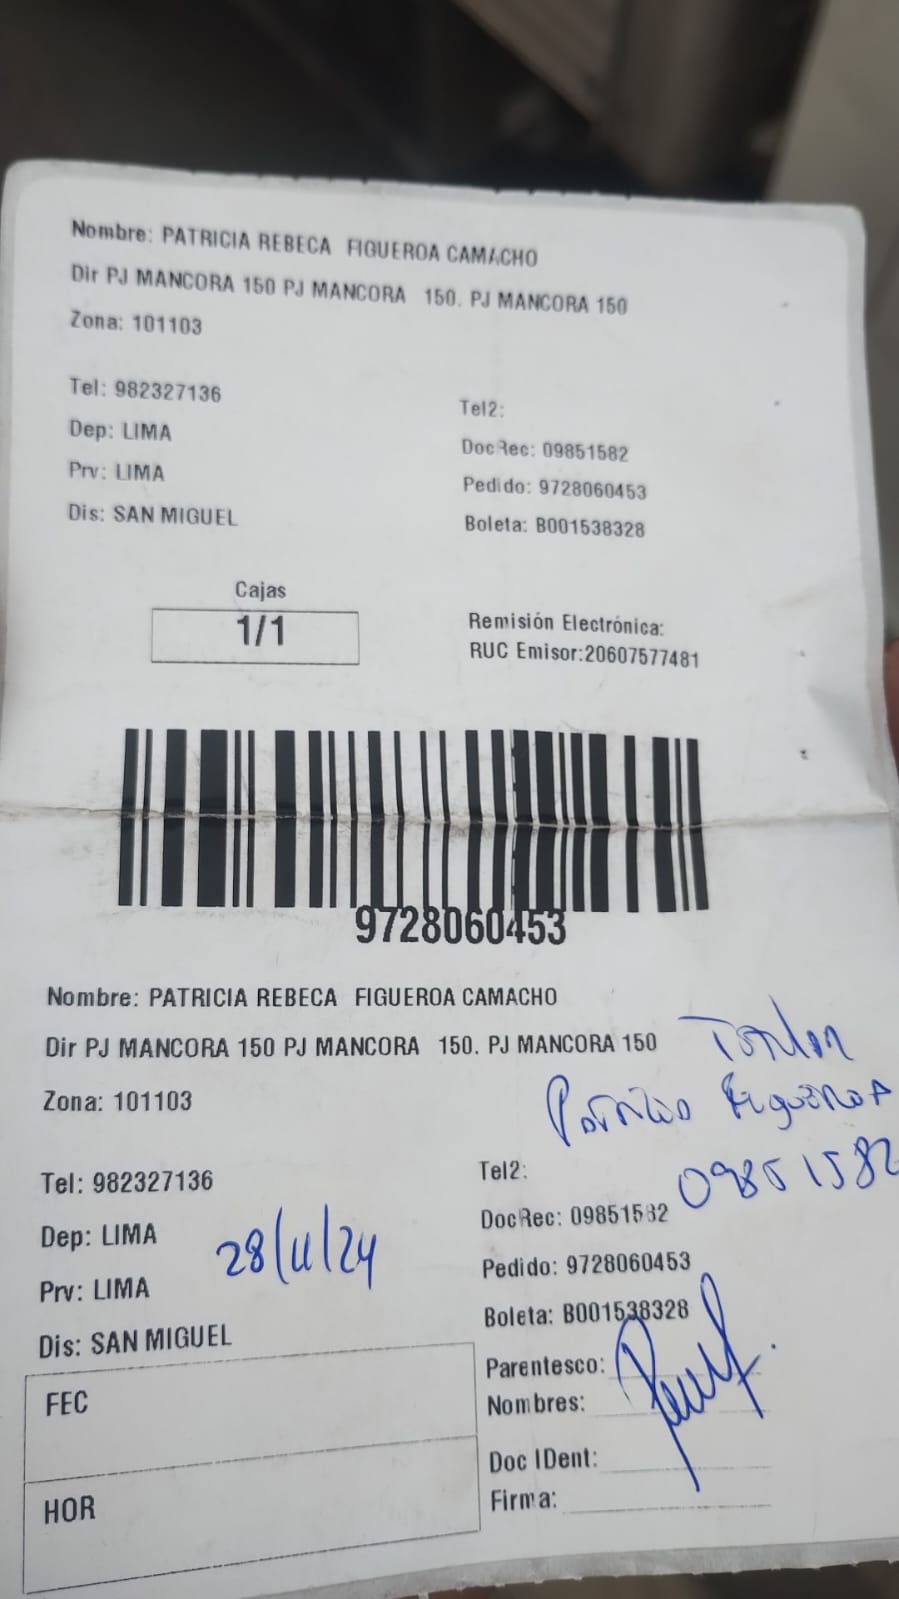 Nombre: PATRICIA REBECA FIGUEROA CAMACHO
Dir PJ MANCORA 150 PJ MANCORA 150. PJ MANCORA 150
Zona: 101103
Tel: 982327136
Tel2:
Dep: LIMA
DocRec: 09851582
Prv: LIMA
Pedido: 9728060453
Dis: SAN MIGUEL
Boleta: B001538328
Cajas
1/1
Remisión Electrónica:
RUC Emisor:20607577481
9728060453
Nombre: PATRICIA REBECA FIGUEROA CAMACHO
Dir PJ MANCORA 150 PJ MANCORA 150. PJ MANCORA 150
Zona: 101103
Patricia Figueroa
09851582
Tel: 982327136
Tel2:
Dep: LIMA
DocRec: 09851582
28/11/24
Prv: LIMA
Pedido: 9728060453
Dis: SAN MIGUEL
Boleta: B001538328
FEC
Parentesco:
Nombres:
HOR
Doc IDent:
Firma: